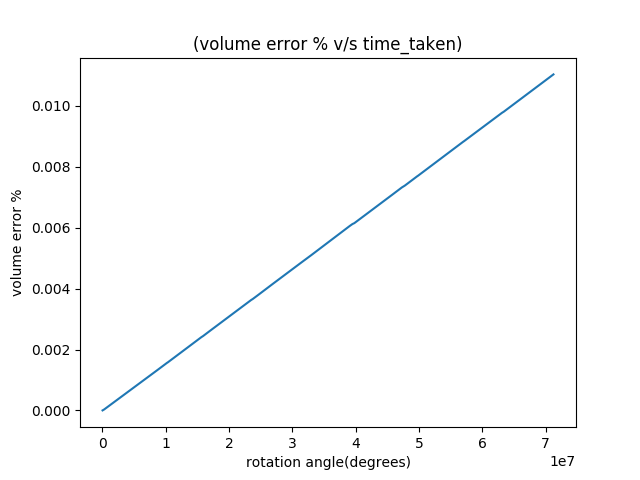 (volume error % v/s time_taken)
volume error %
0.010
0.008
0.006
0.004
0.002
0.000
0 1 2 3 4 5 6 7
1e7
rotation angle(degrees)